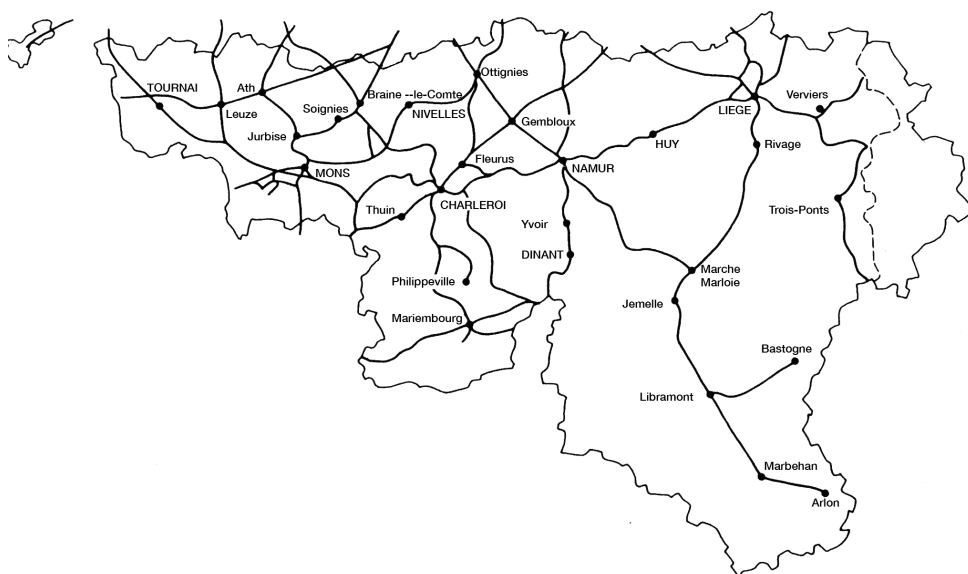 Ottignies
TOURNAI
Ath
Braine --le-Comte
Verviers
Soignies
LIEGE
Leuze
NIVELLES
Gembloux
Jurbise
HUY
Rivage
Fleurus
MONS
NAMUR
CHARLEROI
Thuin
Trois-Ponts
Yvoir
DINANT
Marche
Marloie
Philippeville
Jemelle
Mariembourg
Bastogne
Libramont
Marbehan
Arlon